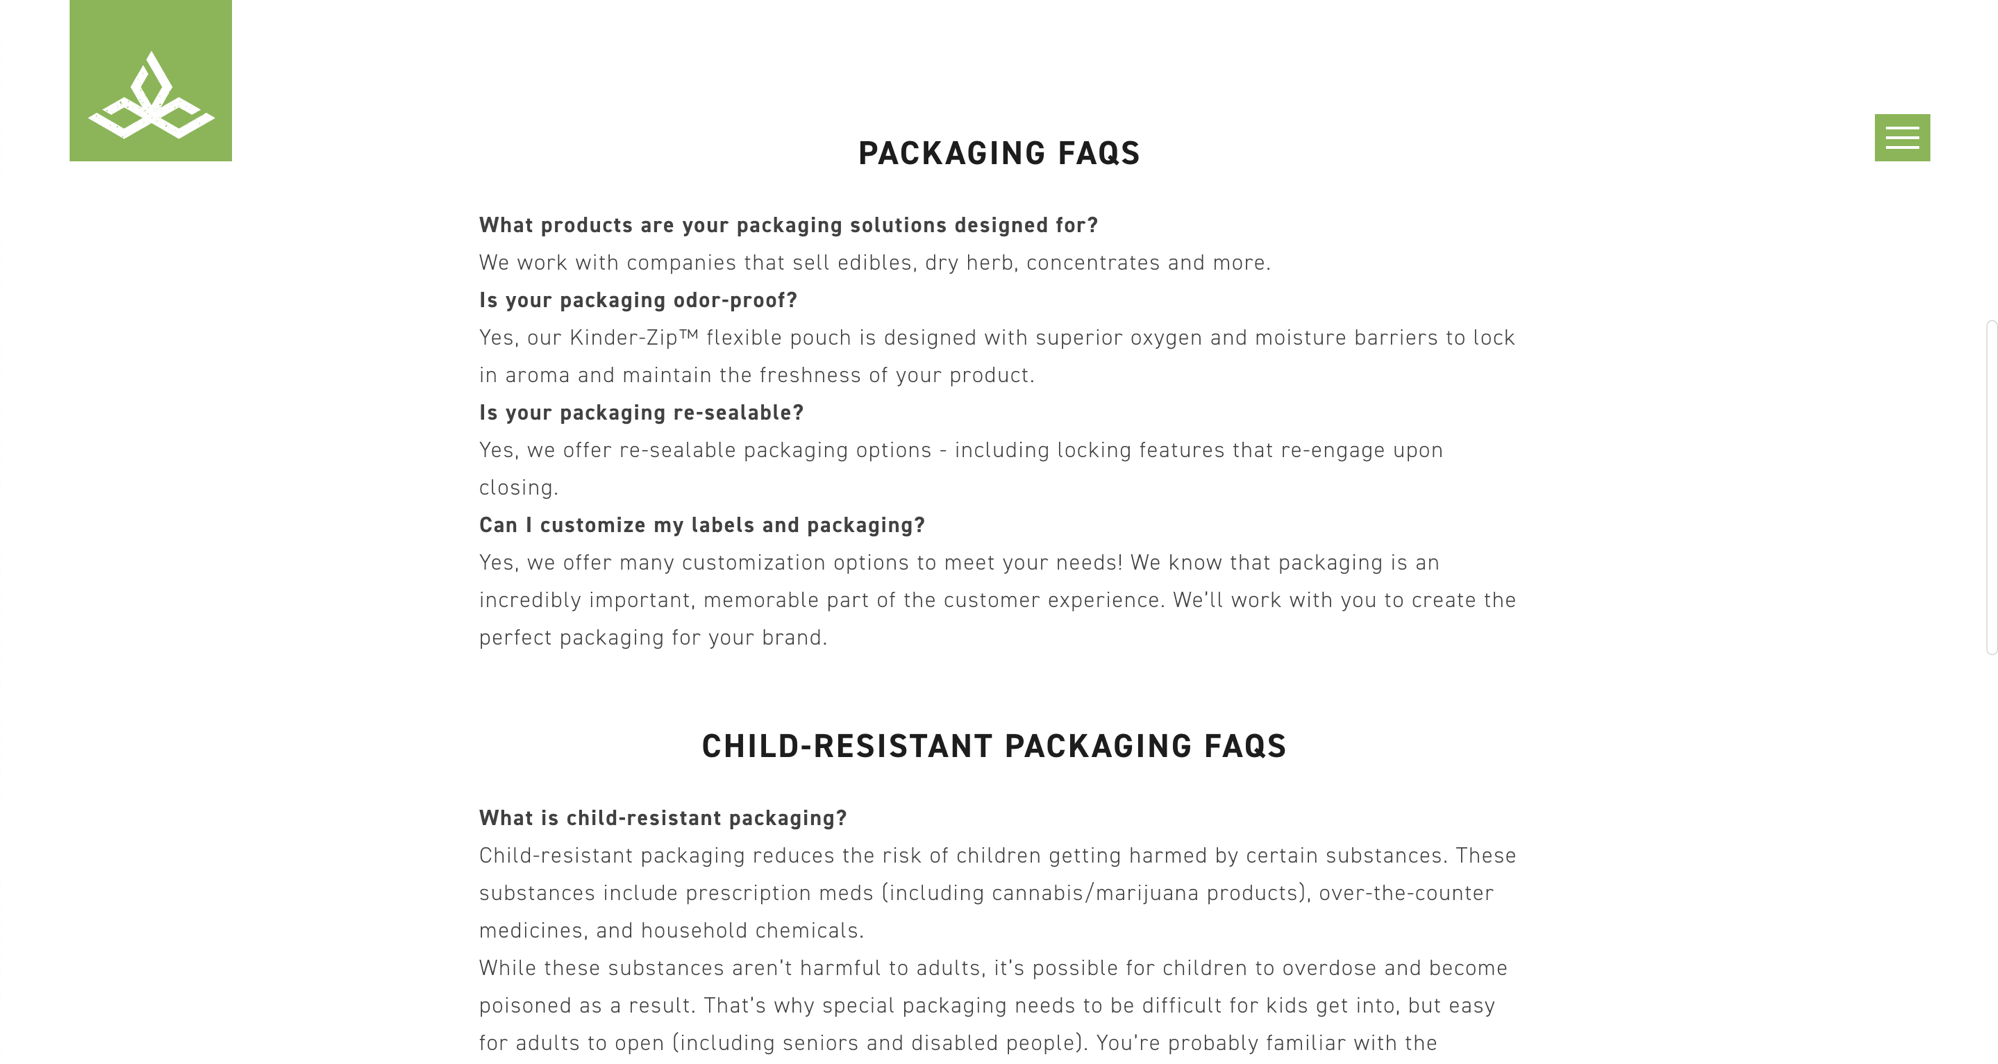 PACKAGING FAQS
What products are your packaging solutions designed for?
We work with companies that sell edibles, dry herb, concentrates and more.
Is your packaging odor-proof?
Yes, our Kinder-Zip™ flexible pouch is designed with superior oxygen and moisture barriers to lock
in aroma and maintain the freshness of your product.
Is your packaging re-sealable?
Yes, we offer re-sealable packaging options - including locking features that re-engage upon
closing.
Can I customize my labels and packaging?
Yes, we offer many customization options to meet your needs! We know that packaging is an
incredibly important, memorable part of the customer experience. We’ll work with you to create the
perfect packaging for your brand.
CHILD-RESISTANT PACKAGING FAQS
What is child-resistant packaging?
Child-resistant packaging reduces the risk of children getting harmed by certain substances. These
substances include prescription meds (including cannabis/marijuana products), over-the-counter
medicines, and household chemicals.
While these substances aren’t harmful to adults, it’s possible for children to overdose and become
poisoned as a result. That’s why special packaging needs to be difficult for kids get into, but easy
for adults to open (including seniors and disabled people). You’re probably familiar with the